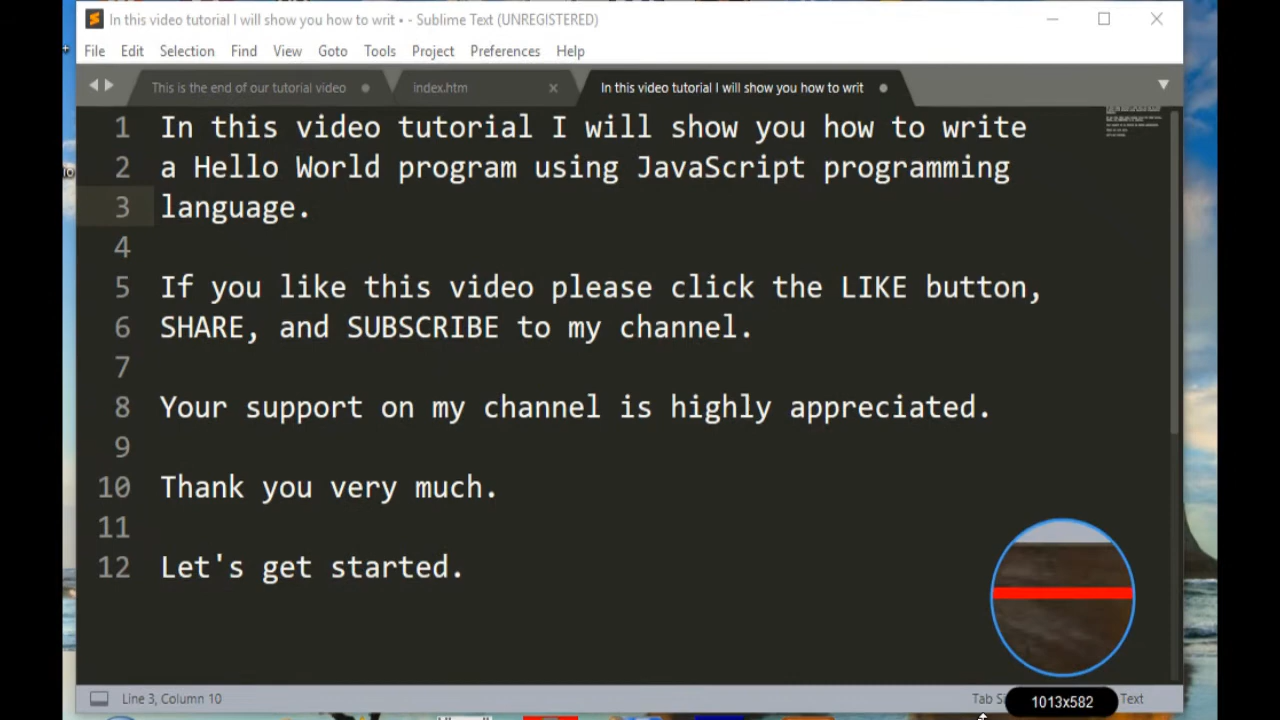 In this video tutorial I will show you how to writ • - Sublime Text (UNREGISTERED)
File Edit Selection Find View Goto Tools Project Preferences Help
This is the end of our tutorial video index.htm In this video tutorial I will show you how to writ
1 In this video tutorial I will show you how to write
2 a Hello World program using JavaScript programming
3 language.
4
5 If you like this video please click the LIKE button,
6 SHARE, and SUBSCRIBE to my channel.
7
8 Your support on my channel is highly appreciated.
9
10 Thank you very much.
11
12 Let's get started.
Line 3, Column 10 Tab 1013x582 Text